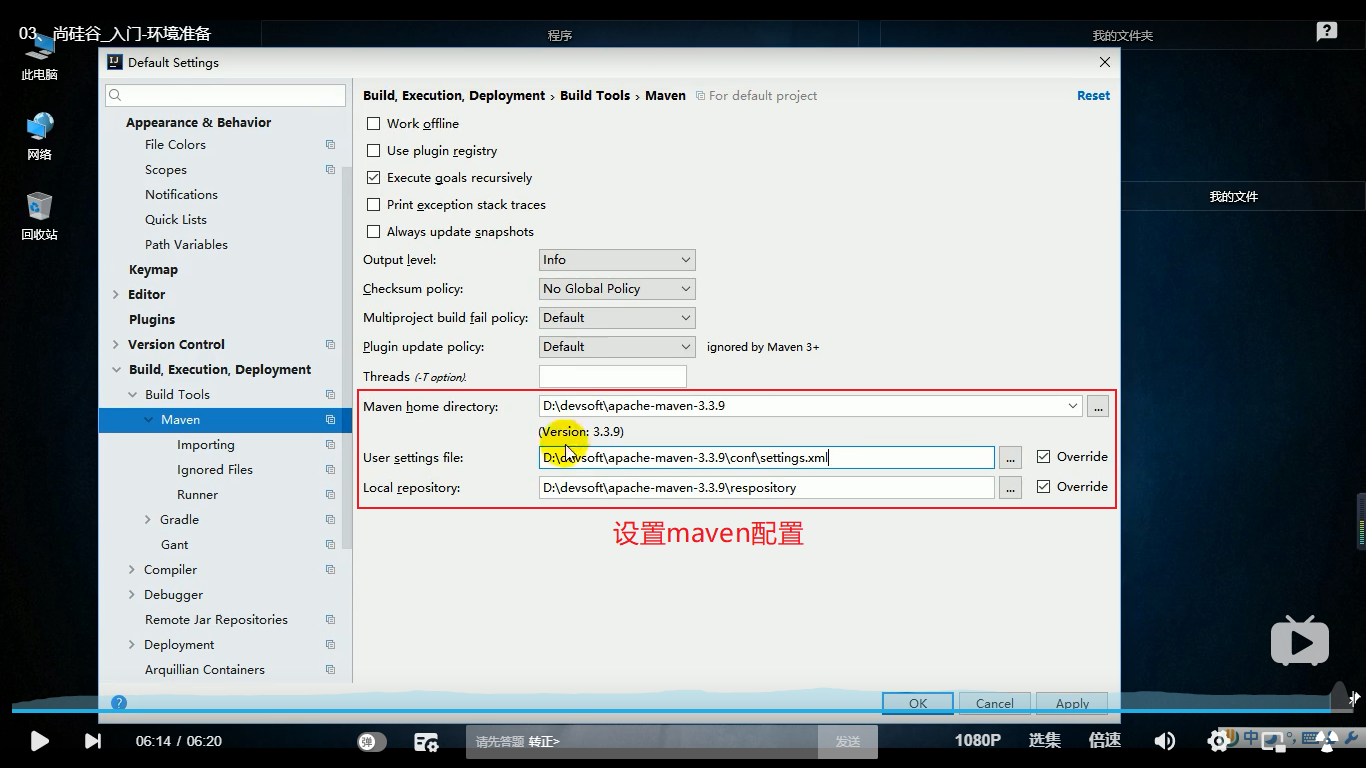 03、尚硅谷_入门-环境准备
程序
我的文件夹
此电脑
网络
回收站
我的文件
Default Settings
Appearance & Behavior
File Colors
Scopes
Notifications
Quick Lists
Path Variables
Keymap
Editor
Plugins
Version Control
Build, Execution, Deployment
Build Tools
Maven
Importing
Ignored Files
Runner
Gradle
Gant
Compiler
Debugger
Remote Jar Repositories
Deployment
Arquillian Containers
Build, Execution, Deployment › Build Tools › Maven For default project Reset
Work offline
Use plugin registry
Execute goals recursively
Print exception stack traces
Always update snapshots
Output level: Info
Checksum policy: No Global Policy
Multiproject build fail policy: Default
Plugin update policy: Default ignored by Maven 3+
Threads (-T option).
Maven home directory: D:\devsoft\apache-maven-3.3.9 ...
(Version: 3.3.9)
User settings file: D:\devsoft\apache-maven-3.3.9\conf\settings.xml ... Override
Local repository: D:\devsoft\apache-maven-3.3.9\respository ... Override
设置maven配置
? OK Cancel Apply
06:14 / 06:20 弹 请先答题 转正> 发送 1080P 选集 倍速 中